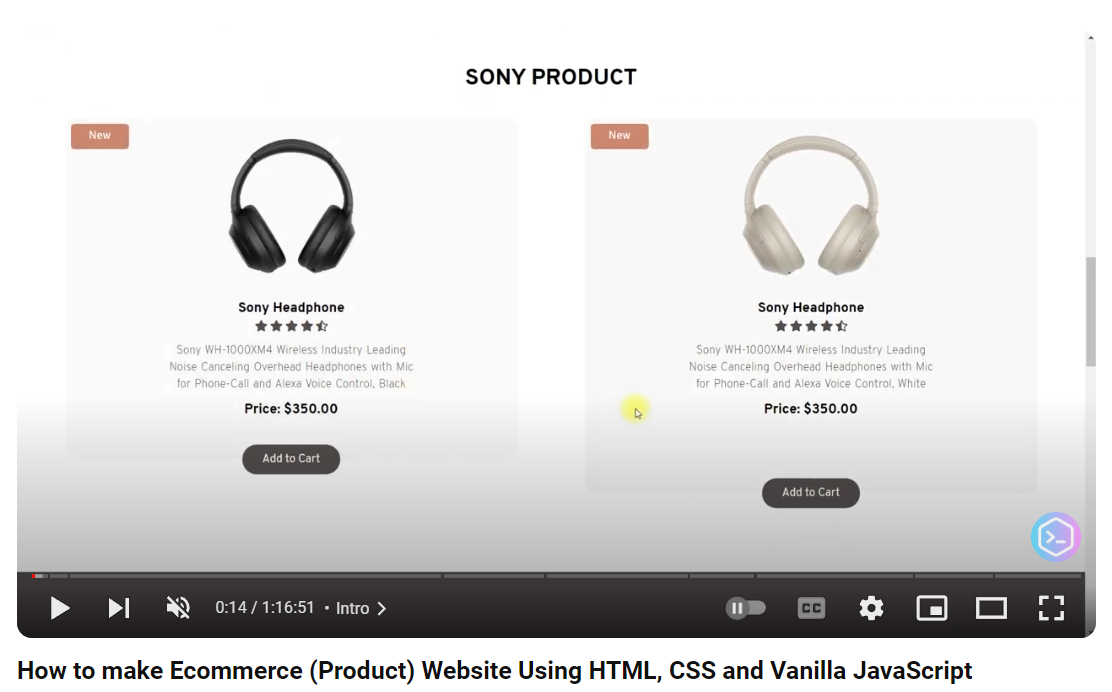 SONY PRODUCT
New
Sony Headphone
Sony WH-1000XM4 Wireless Industry Leading
Noise Canceling Overhead Headphones with Mic
for Phone-Call and Alexa Voice Control, Black
Price: $350.00
Add to Cart
New
Sony Headphone
Sony WH-1000XM4 Wireless Industry Leading
Noise Canceling Overhead Headphones with Mic
for Phone-Call and Alexa Voice Control, White
Price: $350.00
Add to Cart
0:14 / 1:16:51 • Intro
CC
How to make Ecommerce (Product) Website Using HTML, CSS and Vanilla JavaScript